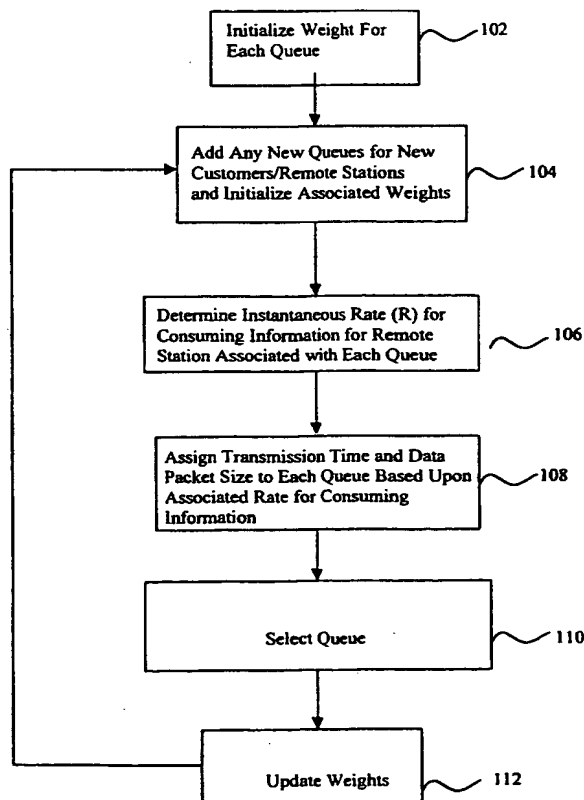 Initialize Weight For
Each Queue
102
Add Any New Queues for New
Customers/Remote Stations
and Initialize Associated Weights
104
Determine Instantaneous Rate (R) for
Consuming Information for Remote
Station Associated with Each Queue
106
Assign Transmission Time and Data
Packet Size to Each Queue Based Upon
Associated Rate for Consuming
Information
108
Select Queue
110
Update Weights
112